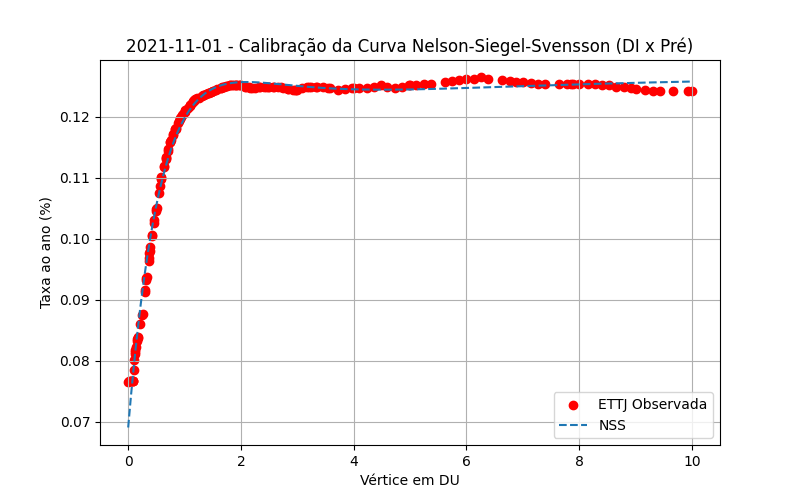 2021-11-01 - Calibração da Curva Nelson-Siegel-Svensson (DI x Pré)
Taxa ao ano (%)
0.12
0.11
0.10
0.09
0.08
0.07
ETTJ Observada
NSS
0
2
4
6
8
10
Vértice em DU